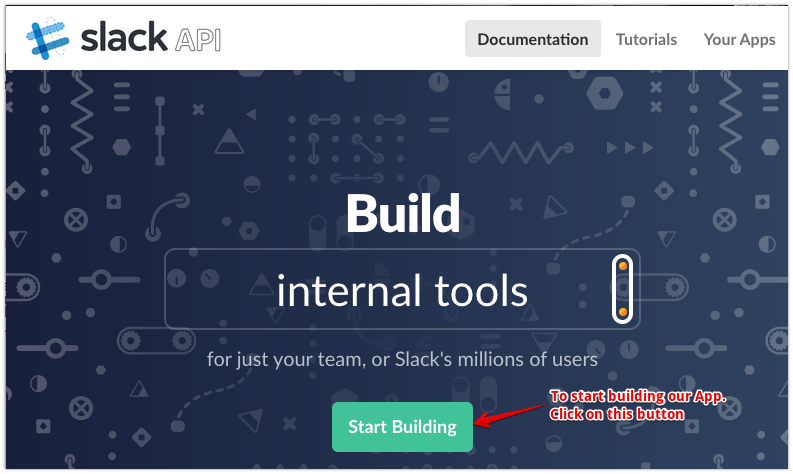 slack API
Documentation
Tutorials
Your Apps
Build
internal tools
for just your team, or Slack's millions of users
To start building our App.
Click on this button
Start Building